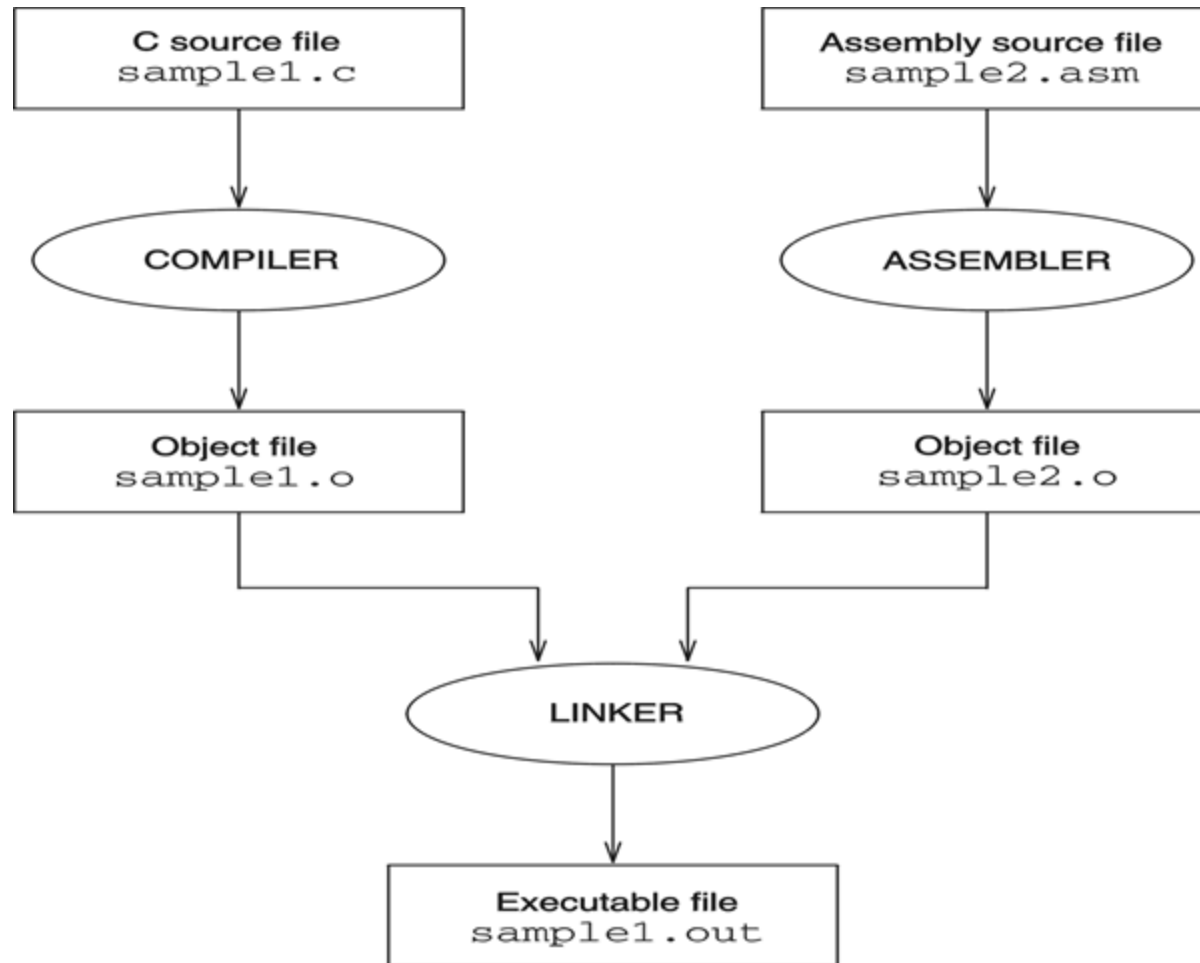 C source file
sample1.c
Assembly source file
sample2.asm
COMPILER
ASSEMBLER
Object file
sample1.o
Object file
sample2.o
LINKER
Executable file
sample1.out